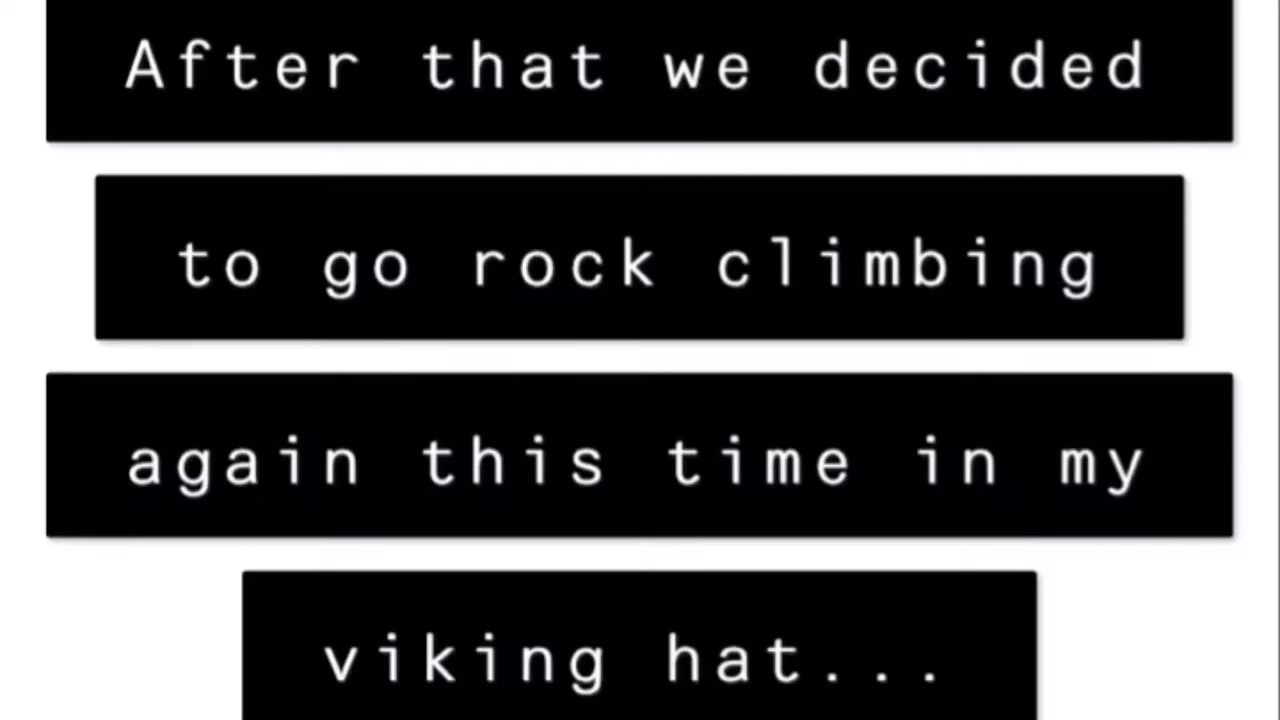 After that we decided
to go rock climbing
again this time in my
viking hat...